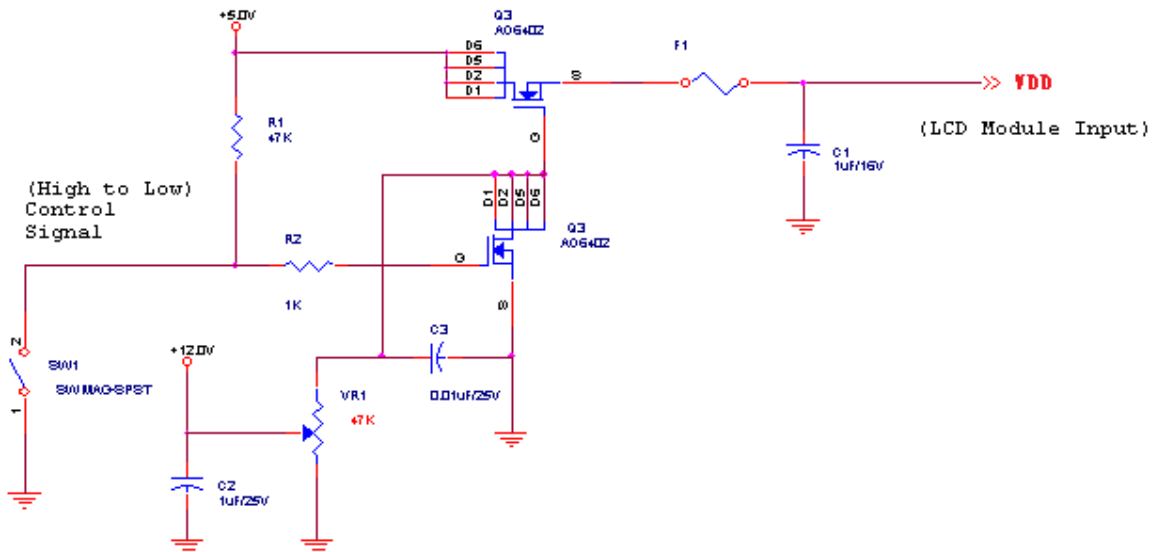 +5.0V
Q3
AO6402
D6
D5
D2
D1
S
G
F1
VDD
(LCD Module Input)
C1
1uF/16V
R1
47K
(High to Low)
Control
Signal
D1
D2
D5
D6
Q3
AO6402
R2
1K
G
S
+12.0V
C3
0.01uF/25V
2
SW1
SW MAG-SPST
1
VR1
47K
C2
1uF/25V